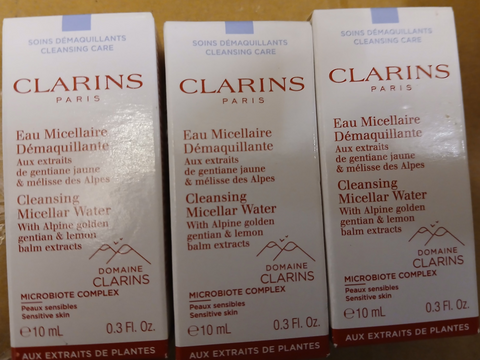 SOINS DÉMAQUILLANTS
CLEANSING CARE
CLARINS
PARIS
Eau Micellaire
Démaquillante
Aux extraits
de gentiane jaune
& mélisse des Alpes
Cleansing
Micellar Water
With Alpine golden
gentian & lemon
balm extracts
DOMAINE
CLARINS
MICROBIOTE COMPLEX
Peaux sensibles
Sensitive skin
e 10 mL 0.3 Fl. Oz.
AUX EXTRAITS DE PLANTES
SOINS DÉMAQUILLANTS
CLEANSING CARE
CLARINS
PARIS
Eau Micellaire
Démaquillante
Aux extraits
de gentiane jaune
& mélisse des Alpes
Cleansing
Micellar Water
With Alpine golden
gentian & lemon
balm extracts
DOMAINE
CLARINS
MICROBIOTE COMPLEX
Peaux sensibles
Sensitive skin
e 10 mL 0.3 Fl. Oz.
AUX EXTRAITS DE PLANTES
SOINS DÉMAQUILLANTS
CLEANSING CARE
CLARINS
PARIS
Eau Micellaire
Démaquillante
Aux extraits
de gentiane jaune
& mélisse des Alpes
Cleansing
Micellar Water
With Alpine golden
gentian & lemon
balm extracts
DOMAINE
CLARINS
MICROBIOTE COMPLEX
Peaux sensibles
Sensitive skin
e 10 mL 0.3 Fl. Oz.
AUX EXTRAITS DE PLANTES